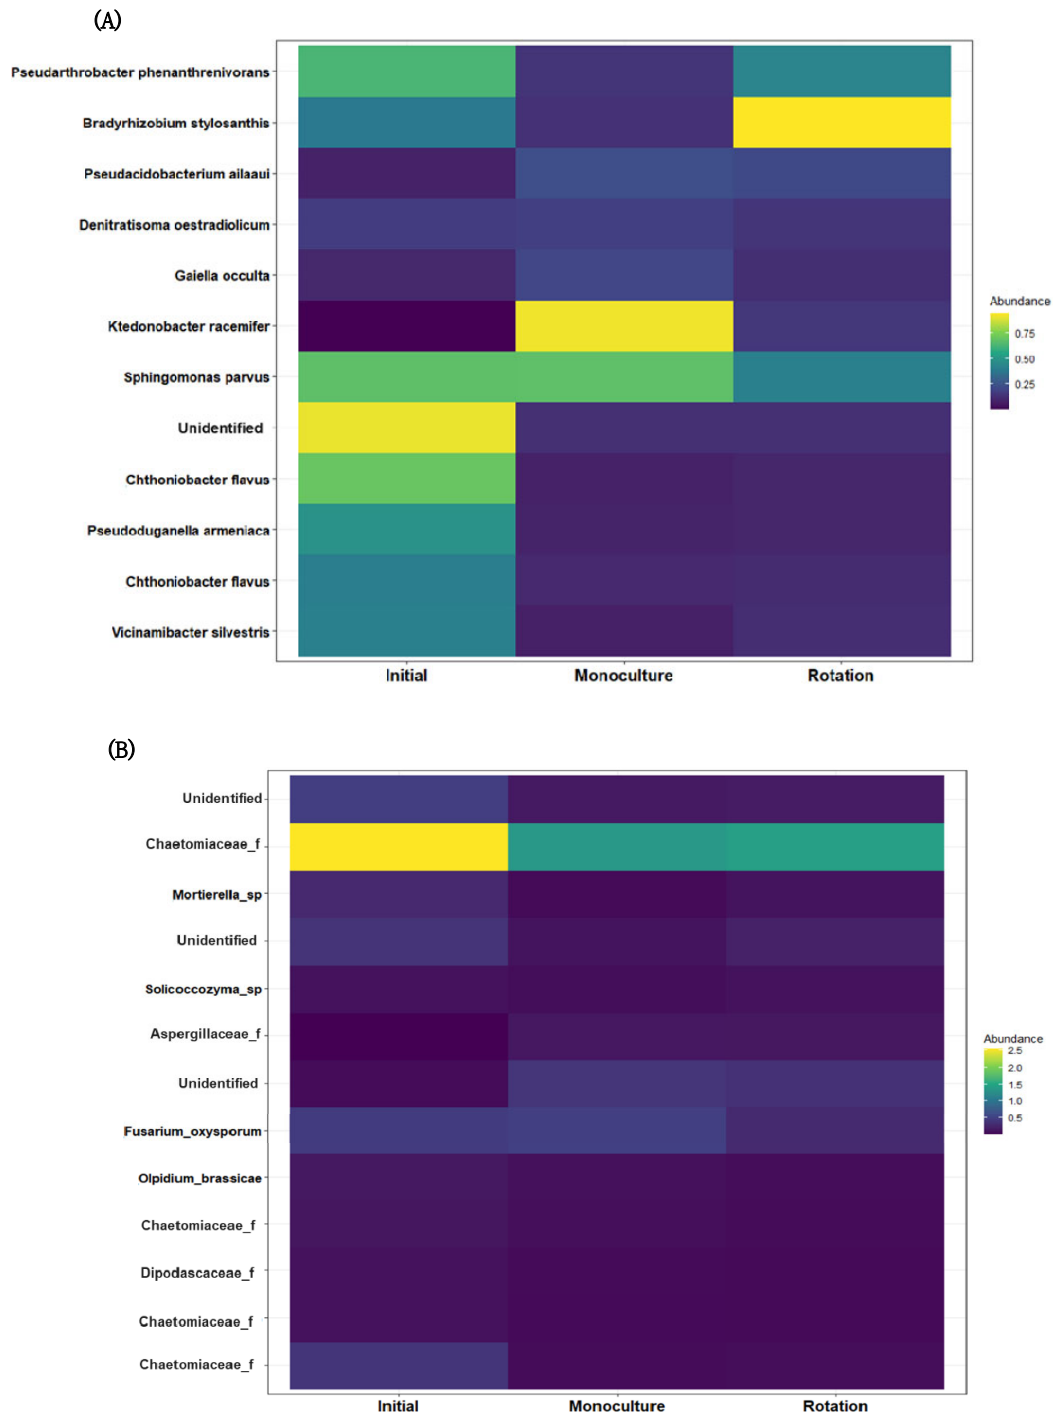 (A)
Pseudarthrobacter phenanthrenivorans
Bradyrhizobium stylosanthis
Pseudacidobacterium ailaaui
Denitratisoma oestradiolicum
Gaiella occulta
Ktedonobacter racemifer
Sphingomonas parvus
Unidentified
Chthoniobacter flavus
Pseudoduganella armeniaca
Chthoniobacter flavus
Vicinamibacter silvestris
Initial Monoculture Rotation
Abundance
0.75
0.50
0.25
(B)
Unidentified
Chaetomiaceae_f
Mortierella_sp
Unidentified
Solicoccozyma_sp
Aspergillaceae_f
Unidentified
Fusarium_oxysporum
Olpidium_brassicae
Chaetomiaceae_f
Dipodascaceae_f
Chaetomiaceae_f
Chaetomiaceae_f
Initial Monoculture Rotation
Abundance
2.5
2.0
1.5
1.0
0.5